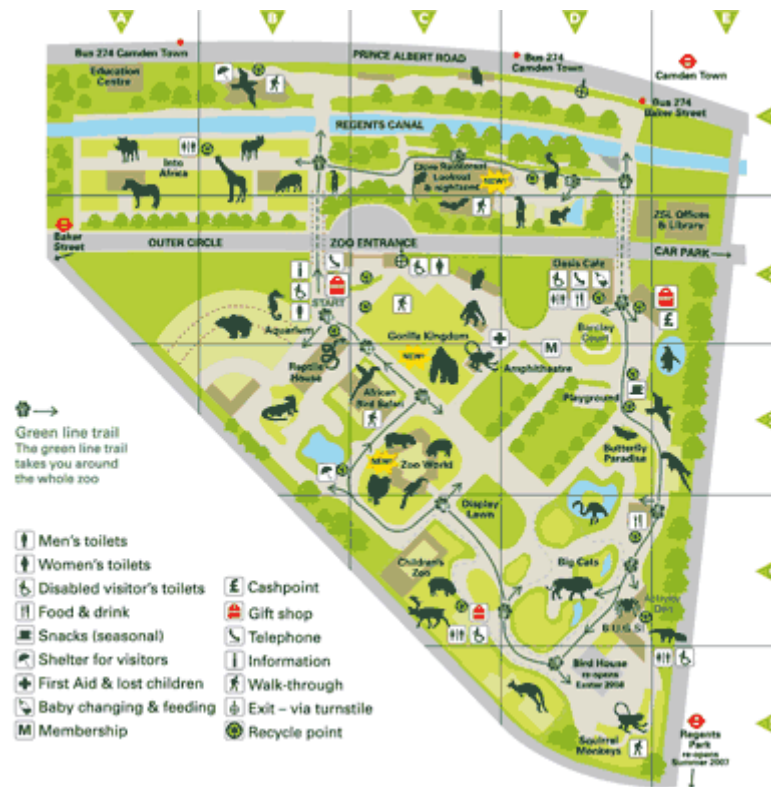 A
B
C
D
E
Bus 274 Camden Town
PRINCE ALBERT ROAD
Bus 274
Camden Town
Camden Town
Education
Centre
Bus 274
Baker Street
REGENTS CANAL
Into
Africa
Clore Rainforest
Lookout
& nightzone
NEW!
ZSL Offices
& Library
Baker
Street
OUTER CIRCLE
ZOO ENTRANCE
CAR PARK
Oasis Cafe
START
Aquarium
Gorilla Kingdom
NEW!
Barclay
Court
M
Amphitheatre
£
Reptile
House
African
Bird Safari
Playground
Green line trail
The green line trail
takes you around
the whole zoo
Butterfly
Paradise
NEW!
Zoo World
Display
Lawn
Men's toilets
Women's toilets
Disabled visitor's toilets
Food & drink
Snacks (seasonal)
Shelter for visitors
First Aid & lost children
Baby changing & feeding
M Membership
£ Cashpoint
Gift shop
Telephone
i Information
Walk-through
Exit – via turnstile
Recycle point
Children's
Zoo
Big Cats
B.U.G.S!
Bird House
re-opens
Easter 2008
Squirrel
Monkeys
Regents
Park
re-opens
Summer 2007